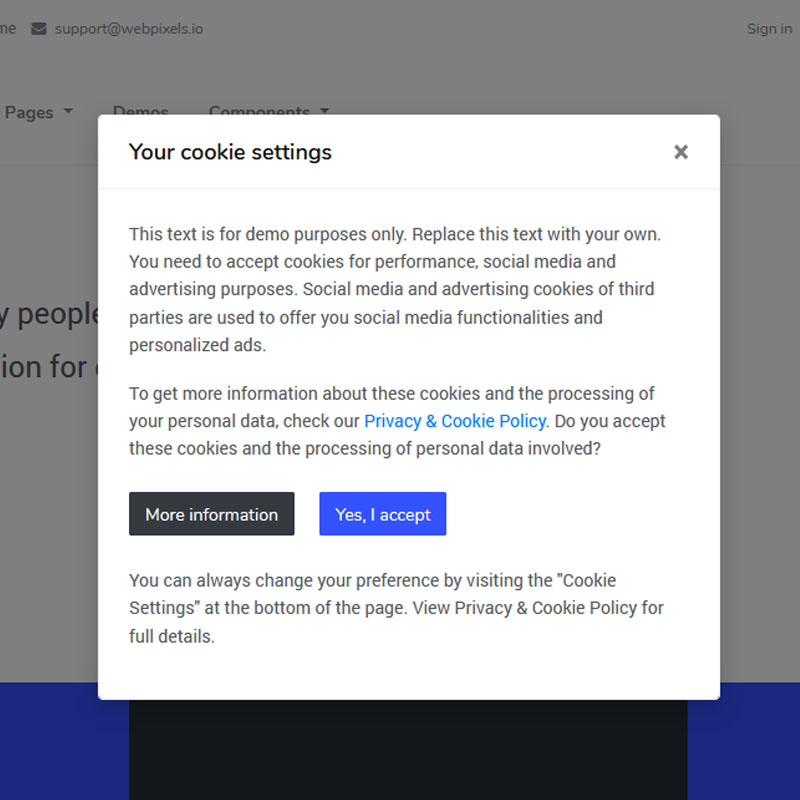 me support@webpixels.io Sign in
Pages Demos Components
Your cookie settings
This text is for demo purposes only. Replace this text with your own.
You need to accept cookies for performance, social media and
advertising purposes. Social media and advertising cookies of third
parties are used to offer you social media functionalities and
personalized ads.
y people
ion for
To get more information about these cookies and the processing of
your personal data, check our Privacy & Cookie Policy. Do you accept
these cookies and the processing of personal data involved?
More information Yes, I accept
You can always change your preference by visiting the "Cookie
Settings" at the bottom of the page. View Privacy & Cookie Policy for
full details.